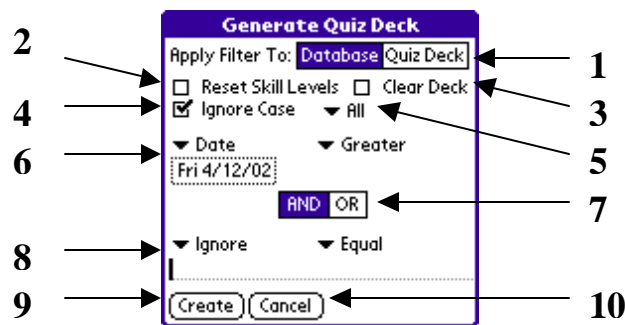 Generate Quiz Deck
2 Apply Filter To: Database Quiz Deck 1
Reset Skill Levels Clear Deck 3
4 Ignore Case All 5
6 Date Greater
Fri 4/12/02
AND OR 7
8 Ignore Equal
9 Create Cancel 10